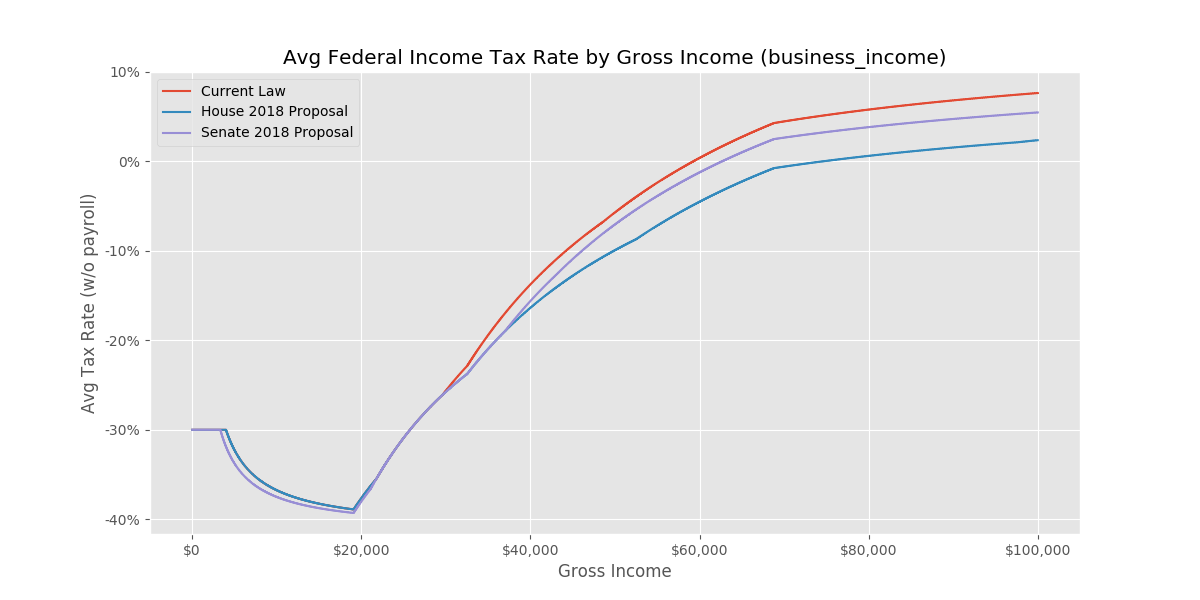 Avg Federal Income Tax Rate by Gross Income (business_income)
10%
0%
-10%
-20%
-30%
-40%
Avg Tax Rate (w/o payroll)
Current Law
House 2018 Proposal
Senate 2018 Proposal
$0
$20,000
$40,000
$60,000
$80,000
$100,000
Gross Income